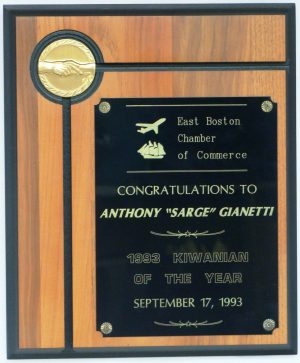 East Boston
Chamber
of Commerce
CONGRATULATIONS TO
ANTHONY "SARGE" GIANETTI
1993 KIWANIAN
OF THE YEAR
SEPTEMBER 17, 1993